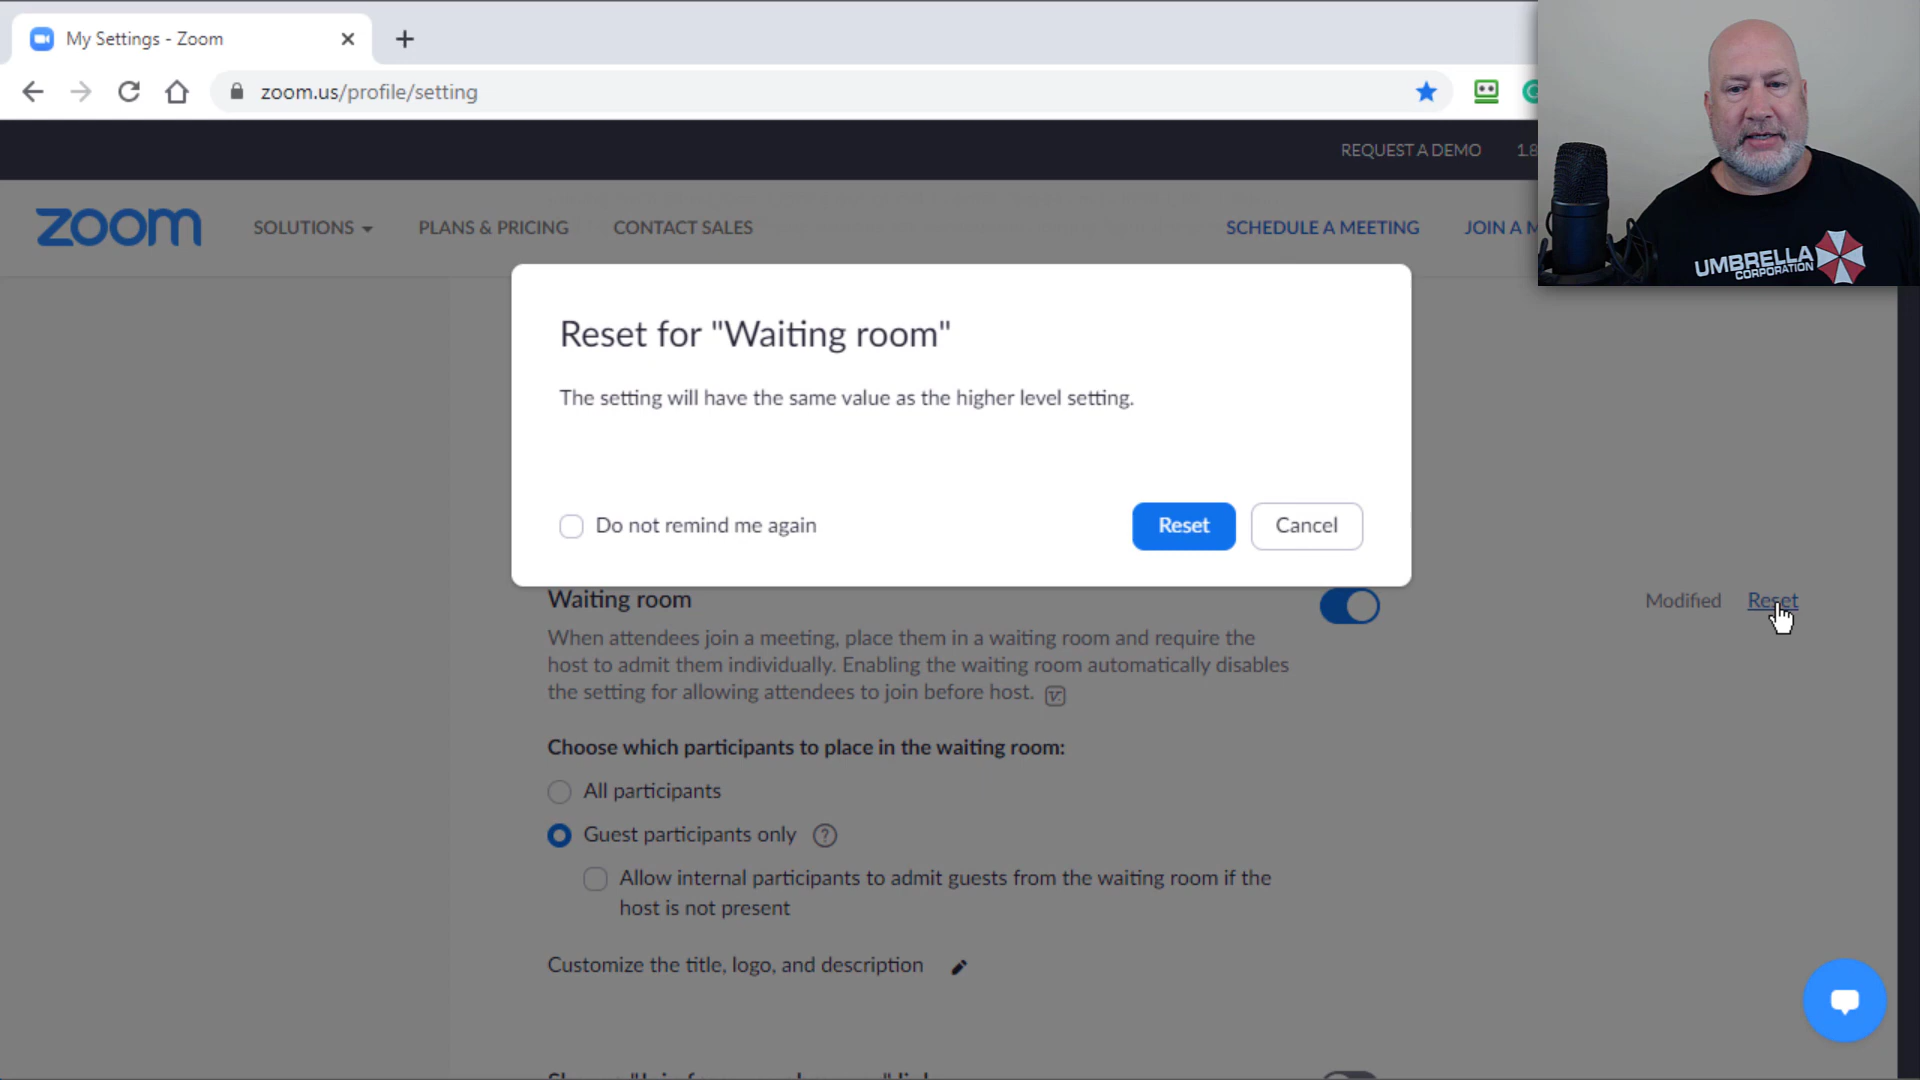 My Settings - Zoom
zoom.us/profile/setting
REQUEST A DEMO
1.8
zoom
SOLUTIONS
PLANS & PRICING
CONTACT SALES
SCHEDULE A MEETING
JOIN A M
UMBRELLA
CORPORATION
Reset for "Waiting room"
The setting will have the same value as the higher level setting.
Do not remind me again
Reset
Cancel
Waiting room
Modified
Reset
When attendees join a meeting, place them in a waiting room and require the
host to admit them individually. Enabling the waiting room automatically disables
the setting for allowing attendees to join before host.
Choose which participants to place in the waiting room:
All participants
Guest participants only
Allow internal participants to admit guests from the waiting room if the
host is not present
Customize the title, logo, and description